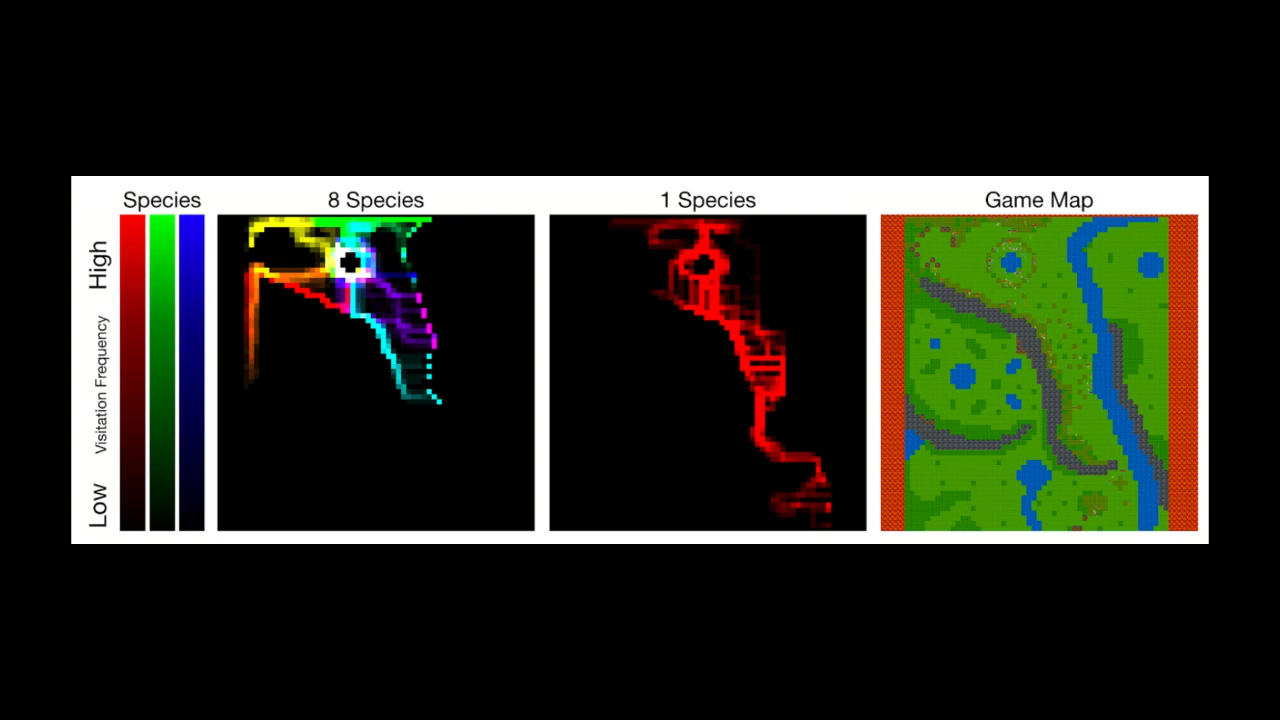 Species
8 Species
1 Species
Game Map
High
Visitation Frequency
Low